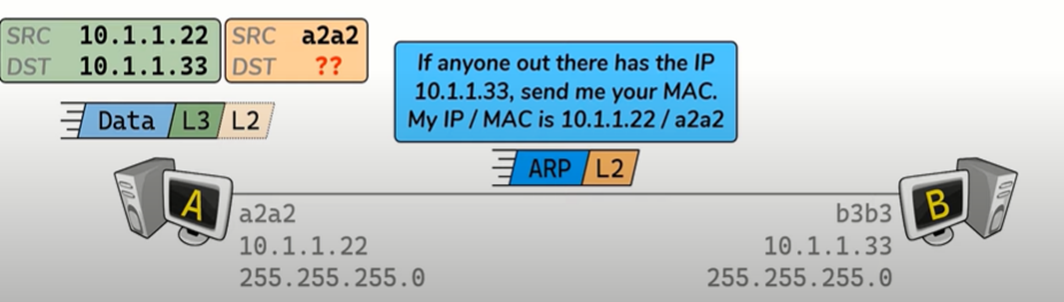 SRC 10.1.1.22
DST 10.1.1.33
SRC a2a2
DST ??
If anyone out there has the IP
10.1.1.33, send me your MAC.
My IP / MAC is 10.1.1.22 / a2a2
Data L3 L2
ARP L2
A
a2a2
10.1.1.22
255.255.255.0
B
b3b3
10.1.1.33
255.255.255.0